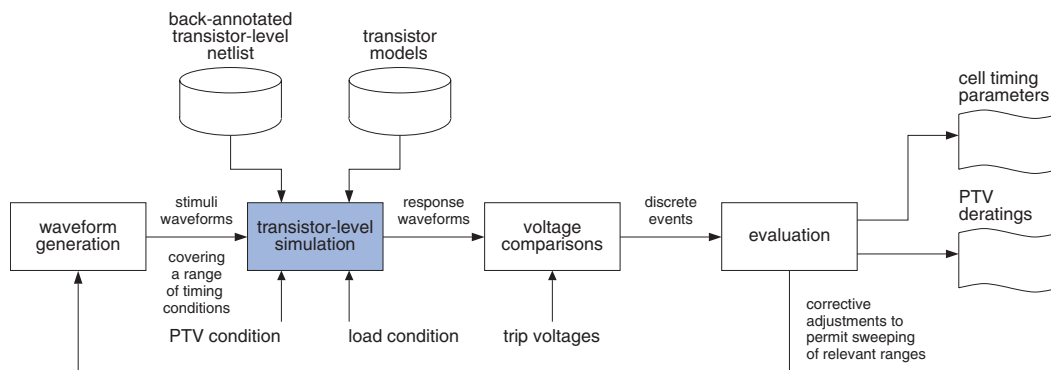 back-annotated
transistor-level
netlist
transistor
models
cell timing
parameters
PTV
deratings
waveform
generation
stimuli
waveforms
covering
a range
of timing
conditions
transistor-level
simulation
response
waveforms
voltage
comparisons
discrete
events
evaluation
PTV condition
load condition
trip voltages
corrective
adjustments to
permit sweeping
of relevant ranges